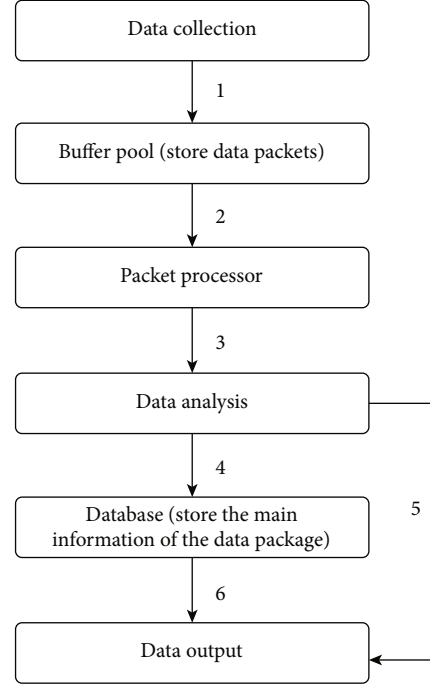 Data collection
1
Buffer pool (store data packets)
2
Packet processor
3
Data analysis
4
5
Database (store the main
information of the data package)
6
Data output